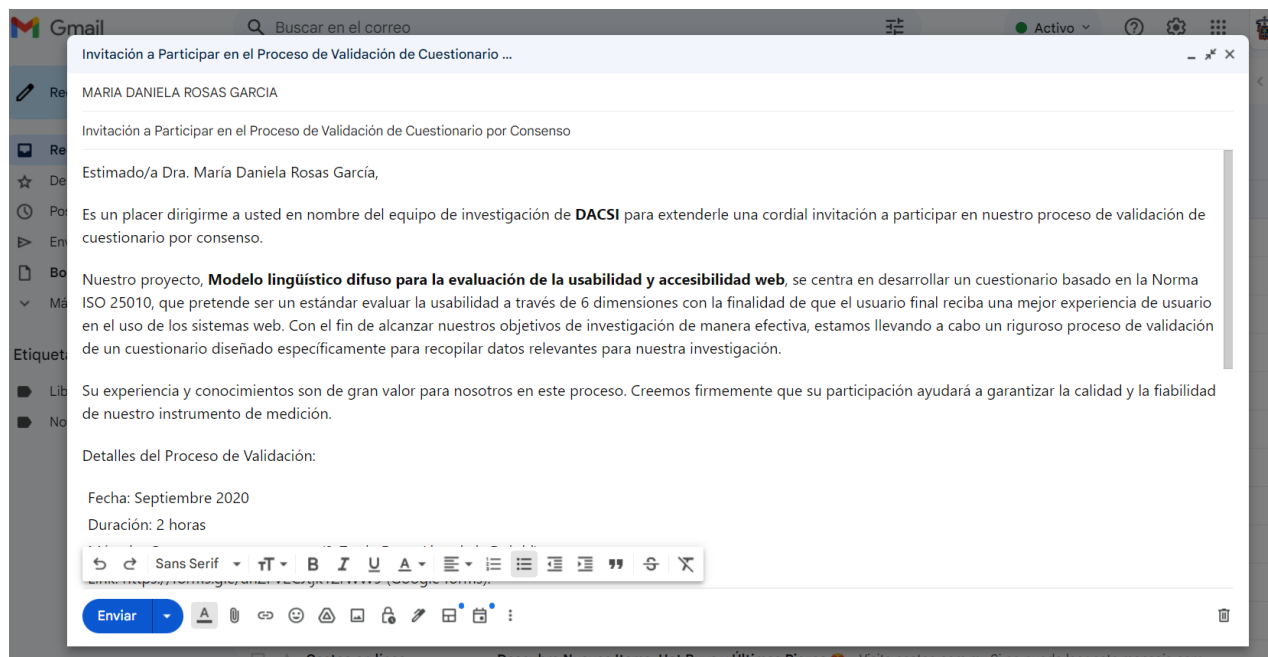 Gmail
Buscar en el correo
Activo
Invitación a Participar en el Proceso de Validación de Cuestionario ...
Re
MARIA DANIELA ROSAS GARCIA
Invitación a Participar en el Proceso de Validación de Cuestionario por Consenso
Re
Estimado/a Dra. María Daniela Rosas García,
De
Pos
Es un placer dirigirme a usted en nombre del equipo de investigación de DACSI para extenderle una cordial invitación a participar en nuestro proceso de validación de
cuestionario por consenso.
Env
Bo
Nuestro proyecto, Modelo lingüístico difuso para la evaluación de la usabilidad y accesibilidad web, se centra en desarrollar un cuestionario basado en la Norma
Má
ISO 25010, que pretende ser un estándar evaluar la usabilidad a través de 6 dimensiones con la finalidad de que el usuario final reciba una mejor experiencia de usuario
en el uso de los sistemas web. Con el fin de alcanzar nuestros objetivos de investigación de manera efectiva, estamos llevando a cabo un riguroso proceso de validación
de un cuestionario diseñado específicamente para recopilar datos relevantes para nuestra investigación.
Etiqueta
Lib
Su experiencia y conocimientos son de gran valor para nosotros en este proceso. Creemos firmemente que su participación ayudará a garantizar la calidad y la fiabilidad
de nuestro instrumento de medición.
No
Detalles del Proceso de Validación:
Fecha: Septiembre 2020
Duración: 2 horas
Sans Serif
Enviar